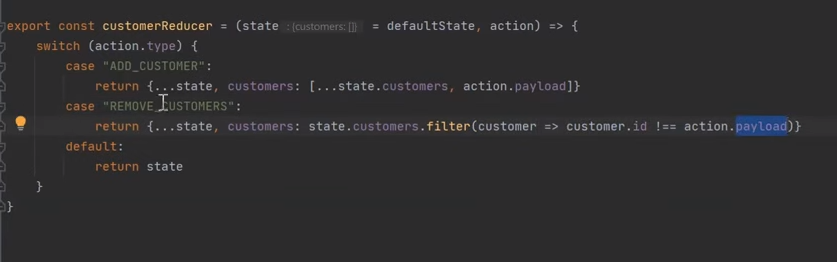 export const customerReducer = (state : {customers: []} = defaultState, action) => {
switch (action.type) {
case "ADD_CUSTOMER":
return {...state, customers: [...state.customers, action.payload]}
case "REMOVE_CUSTOMERS":
return {...state, customers: state.customers.filter(customer => customer.id !== action.payload)}
default:
return state
}
}